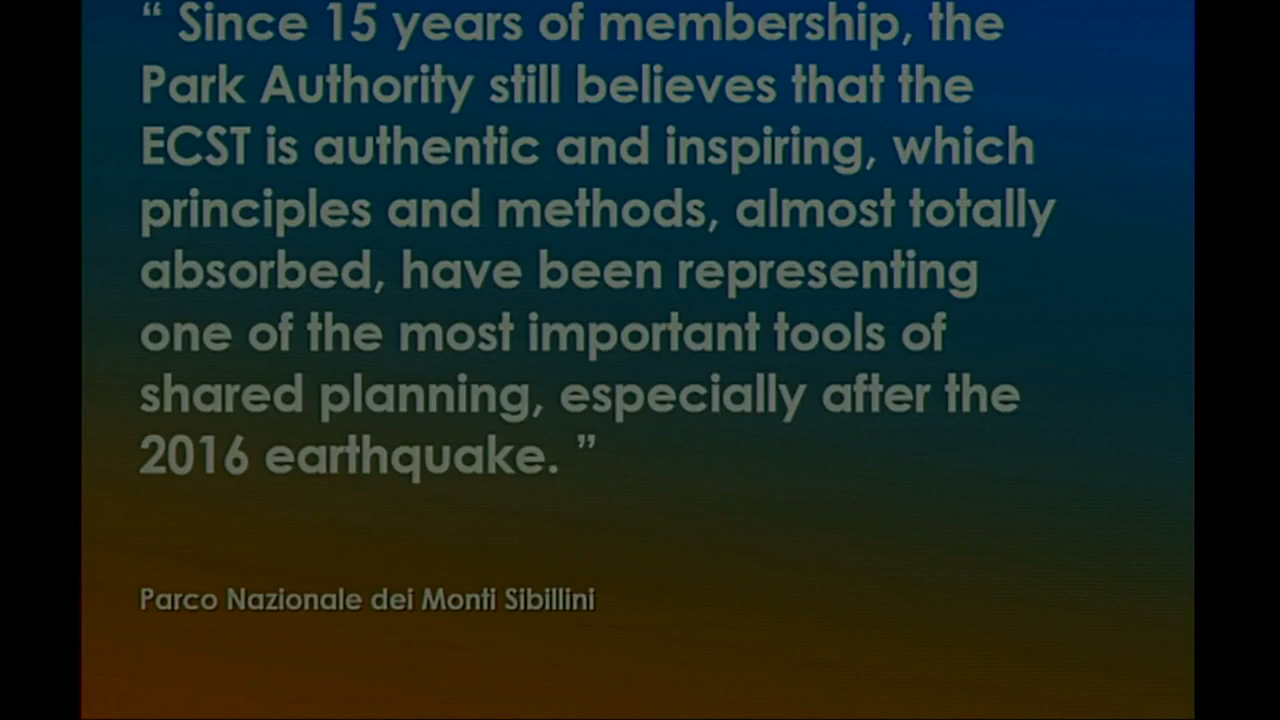 “ Since 15 years of membership, the
Park Authority still believes that the
ECST is authentic and inspiring, which
principles and methods, almost totally
absorbed, have been representing
one of the most important tools of
shared planning, especially after the
2016 earthquake. ”
Parco Nazionale dei Monti Sibillini